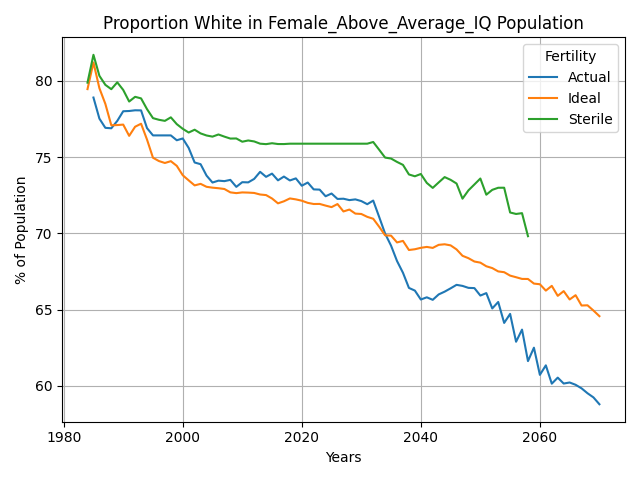 Proportion White in Female_Above_Average_IQ Population
Fertility
Actual
Ideal
Sterile
% of Population
80
75
70
65
60
1980 2000 2020 2040 2060
Years